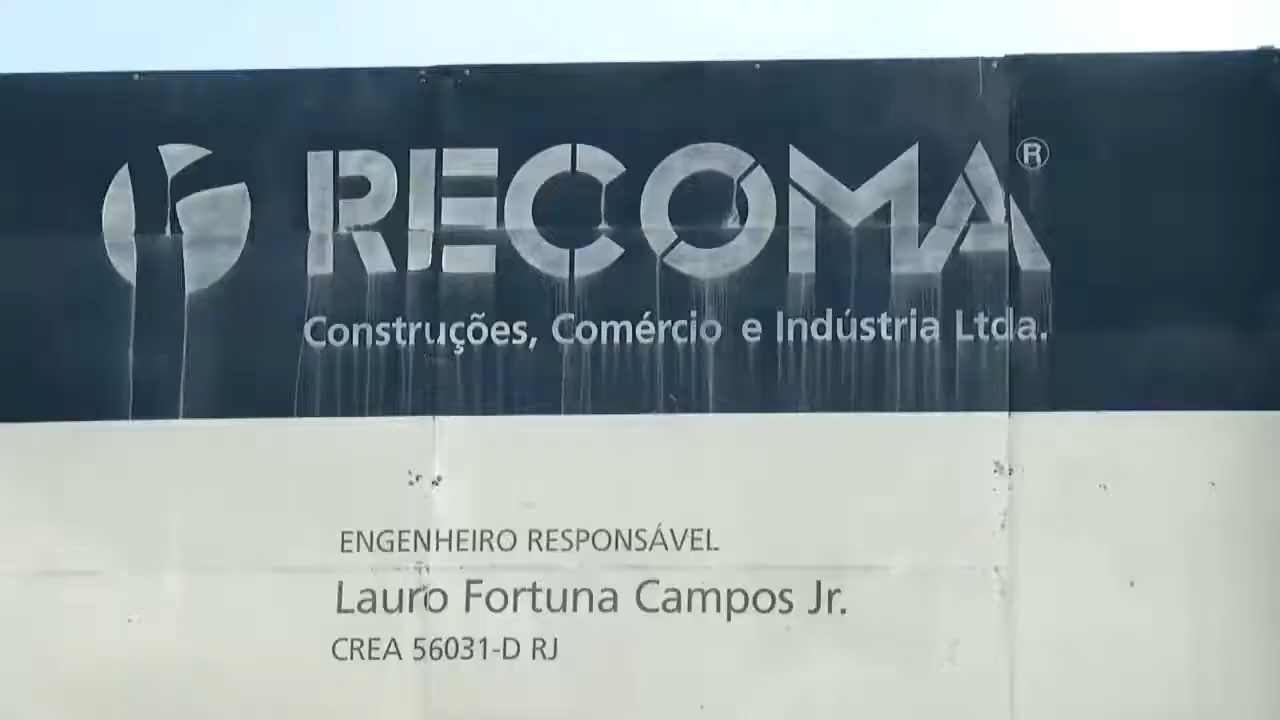 RECOMA®
Construções, Comércio e Indústria Ltda.
ENGENHEIRO RESPONSÁVEL
Lauro Fortuna Campos Jr.
CREA 56031-D RJ